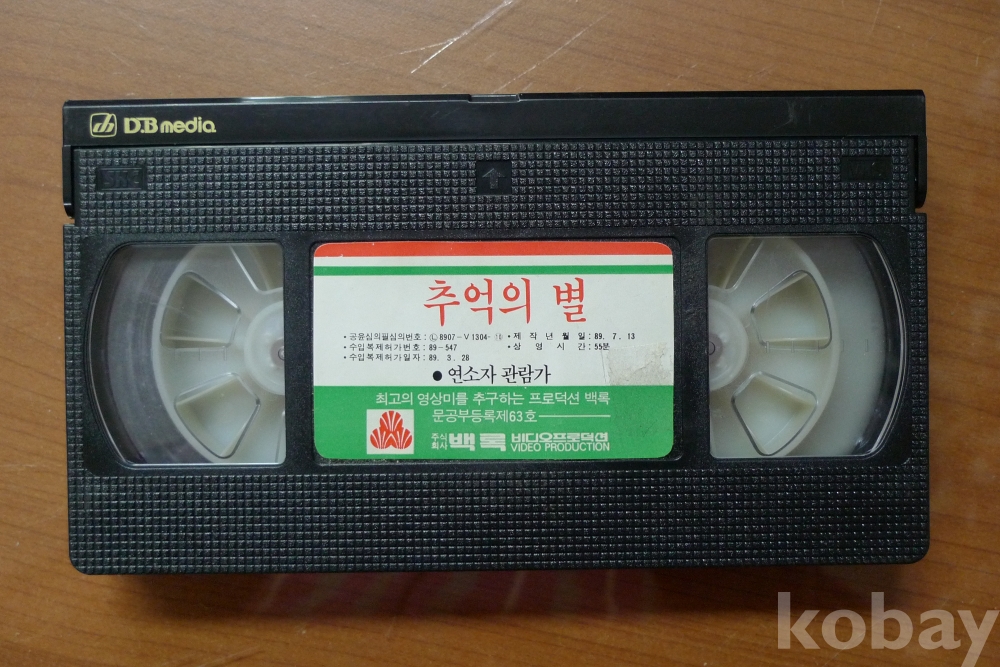 D.B media
추억의 별
• 공윤심의필심의번호 : Ⓛ 8907-V1304- • 제 작 년 월 일 : 89. 7. 13
• 수입복제허가번호 : 89-547 • 상 영 시 간 : 55분
• 수입복제허가일자 : 89. 3. 28
● 연소자 관람가
최고의 영상미를 추구하는 프로덕션 백록
문공부등록제63호
주식회사 백록 비디오프로덕션
VIDEO PRODUCTION
kobay